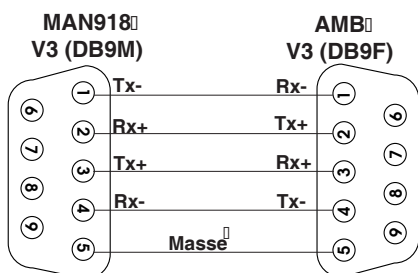 MAN918 AMB
V3 (DB9M) V3 (DB9F)
1 Tx- Rx- 1
6 6
2 Rx+ Tx+ 2
7 7
3 Tx+ Rx+ 3
8 8
4 Rx- Tx- 4
9 9
5 Masse 5